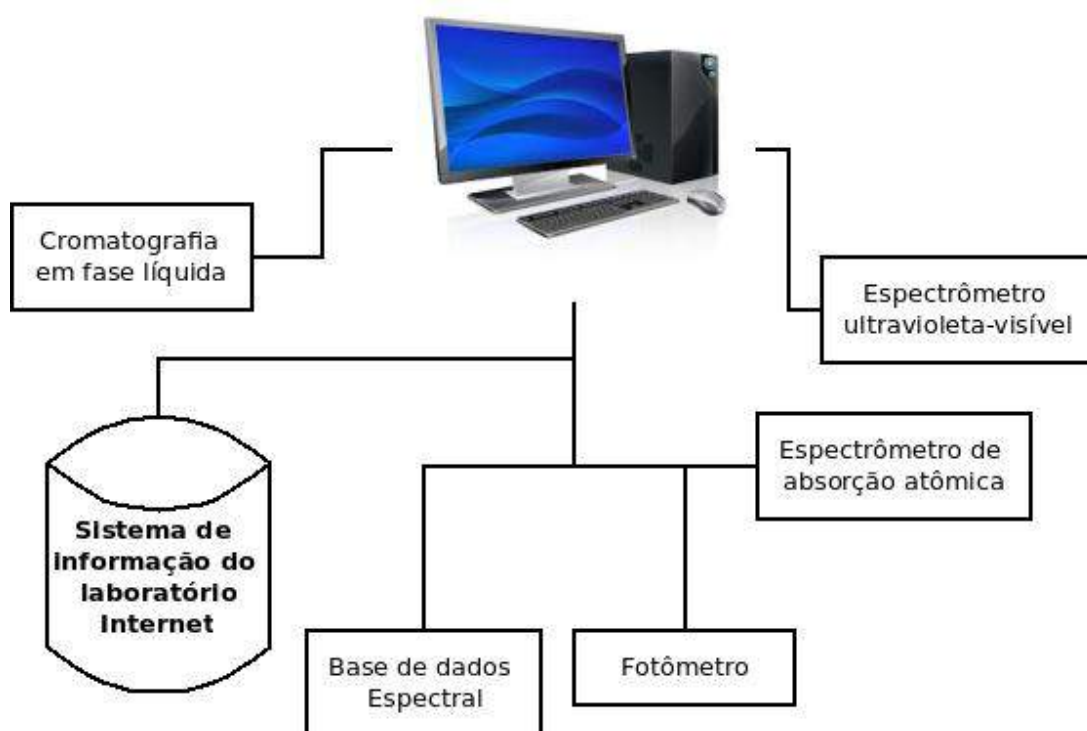 Cromatografia
em fase líquida
Espectrômetro
ultravioleta-visível
Espectrômetro de
absorção atômica
Sistema de
informação do
laboratório
Internet
Base de dados
Espectral
Fotômetro